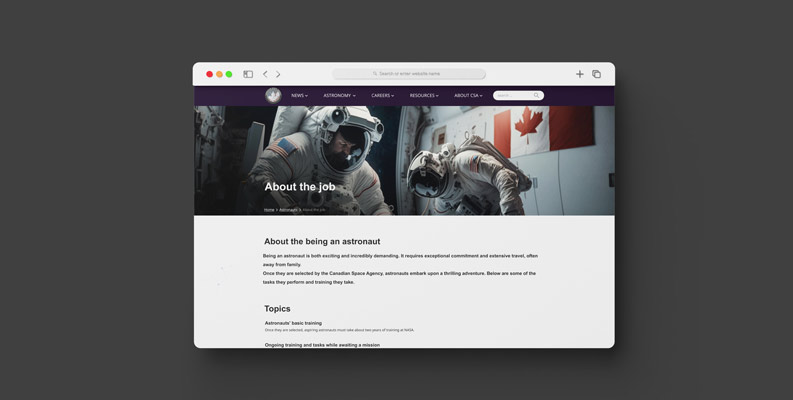 Search or enter website name
NEWS ASTRONOMY CAREERS RESOURCES ABOUT CSA search...
About the job
Home > Astronauts > About the job
About the being an astronaut
Being an astronaut is both exciting and incredibly demanding. It requires exceptional commitment and extensive travel, often
away from family.
Once they are selected by the Canadian Space Agency, astronauts embark upon a thrilling adventure. Below are some of the
tasks they perform and training they take.
Topics
Astronauts' basic training
Once they are selected, aspiring astronauts must take about two years of training at NASA.
Ongoing training and tasks while awaiting a mission